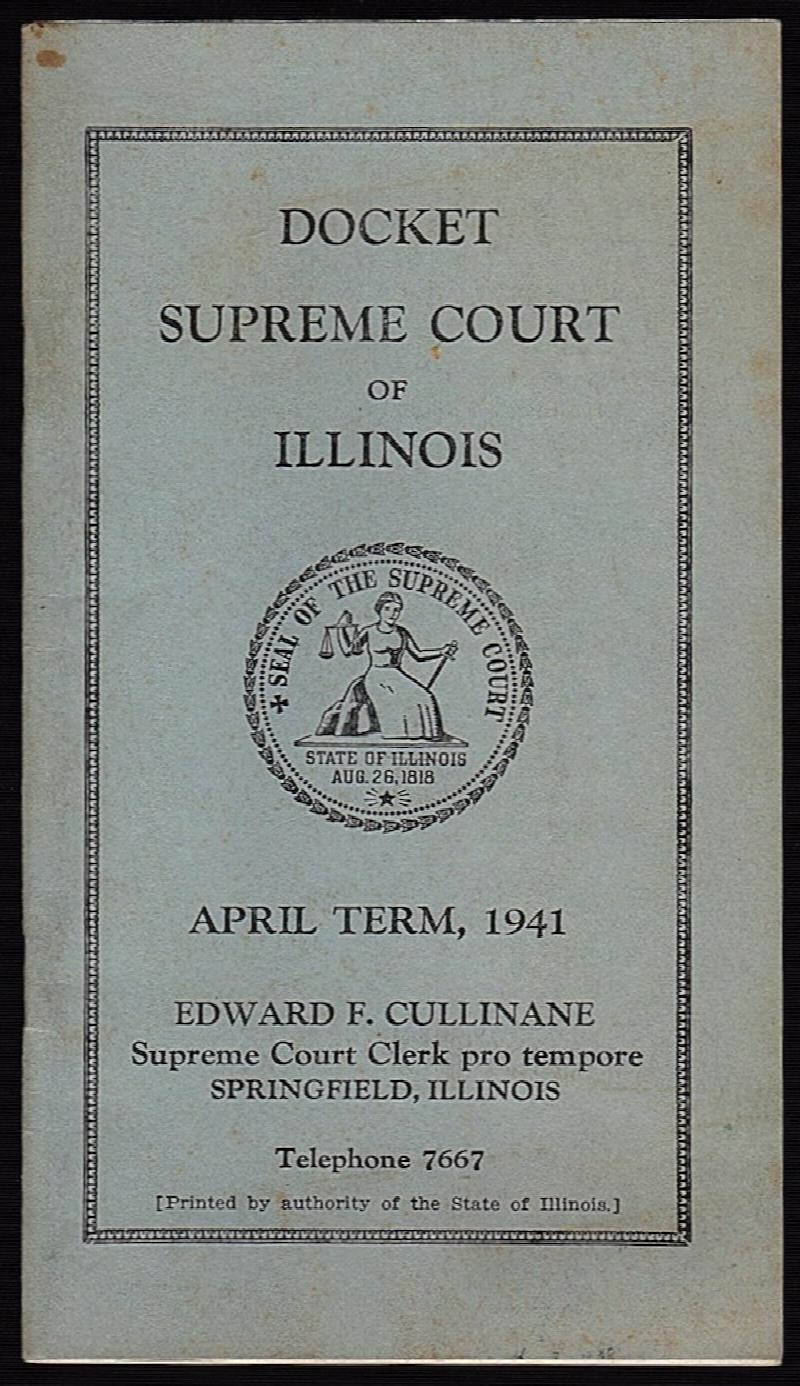 DOCKET
SUPREME COURT
OF
ILLINOIS
SEAL OF THE SUPREME COURT
STATE OF ILLINOIS
AUG. 26, 1818
APRIL TERM, 1941
EDWARD F. CULLINANE
Supreme Court Clerk pro tempore
SPRINGFIELD, ILLINOIS
Telephone 7667
[Printed by authority of the State of Illinois.]